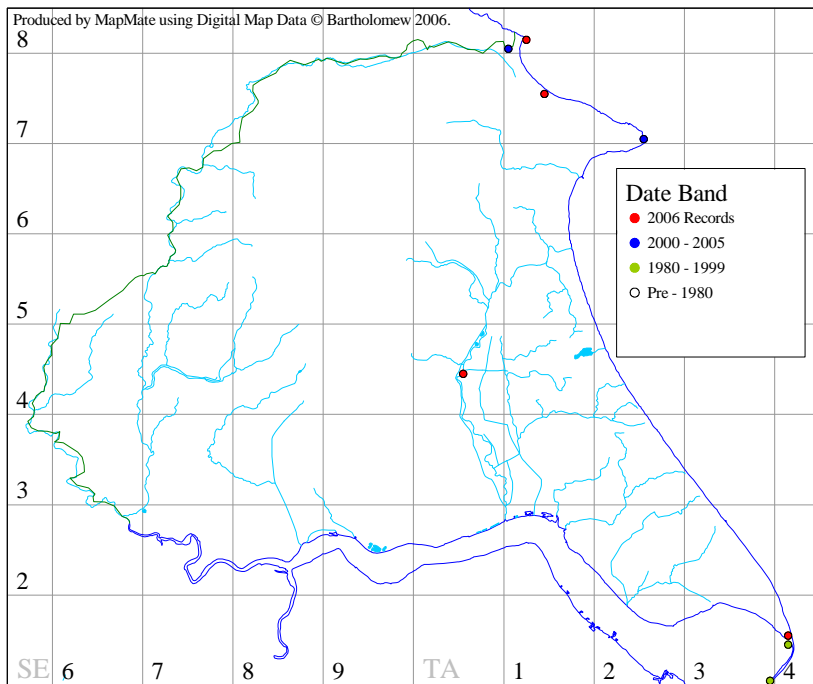 Produced by MapMate using Digital Map Data © Bartholomew 2006.
8
7
Date Band
2006 Records
6
2000 - 2005
1980 - 1999
Pre - 1980
5
4
3
2
SE 6 7 8 9 TA 1 2 3 4